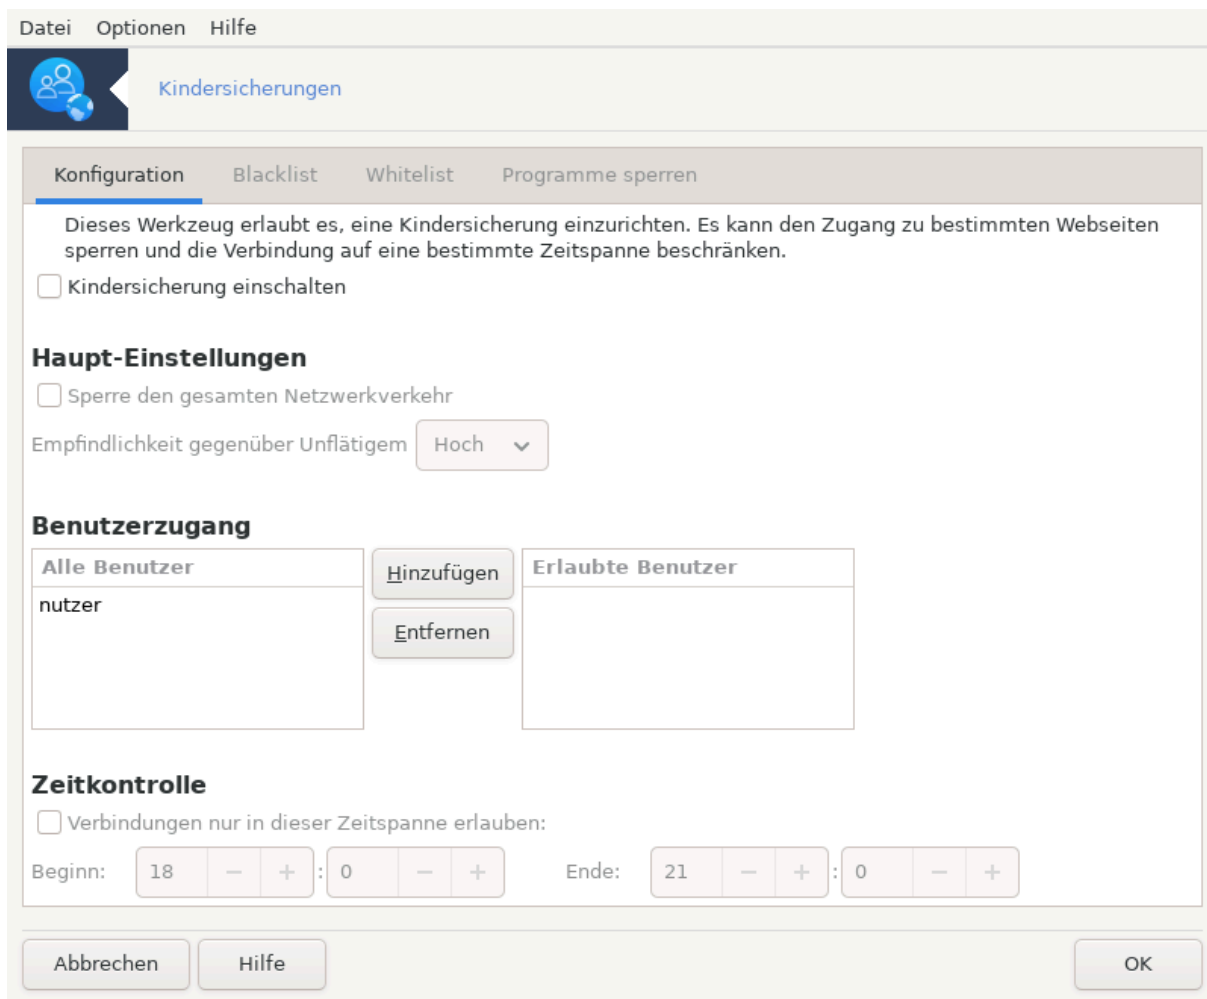 Datei Optionen Hilfe
Kindersicherungen
Konfiguration Blacklist Whitelist Programme sperren
Dieses Werkzeug erlaubt es, eine Kindersicherung einzurichten. Es kann den Zugang zu bestimmten Webseiten
sperren und die Verbindung auf eine bestimmte Zeitspanne beschränken.
Kindersicherung einschalten
Haupt-Einstellungen
Sperre den gesamten Netzwerkverkehr
Empfindlichkeit gegenüber Unflätigem Hoch
Benutzerzugang
Alle Benutzer Hinzufügen Erlaubte Benutzer
nutzer
Entfernen
Zeitkontrolle
Verbindungen nur in dieser Zeitspanne erlauben:
Beginn: 18 − + : 0 − + Ende: 21 − + : 0 − +
Abbrechen Hilfe OK